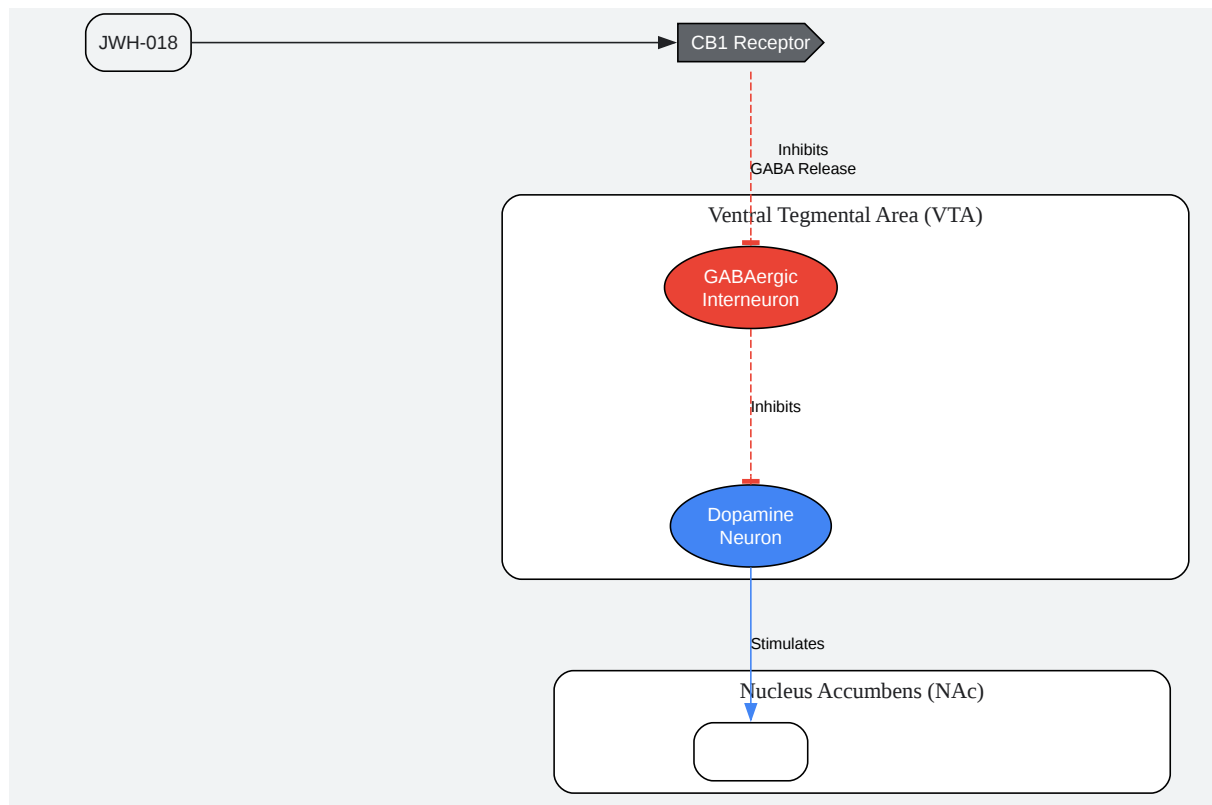 JWH-018
CB1 Receptor
Inhibits
GABA Release
Ventral Tegmental Area (VTA)
GABAergic
Interneuron
Inhibits
Dopamine
Neuron
Stimulates
Nucleus Accumbens (NAc)